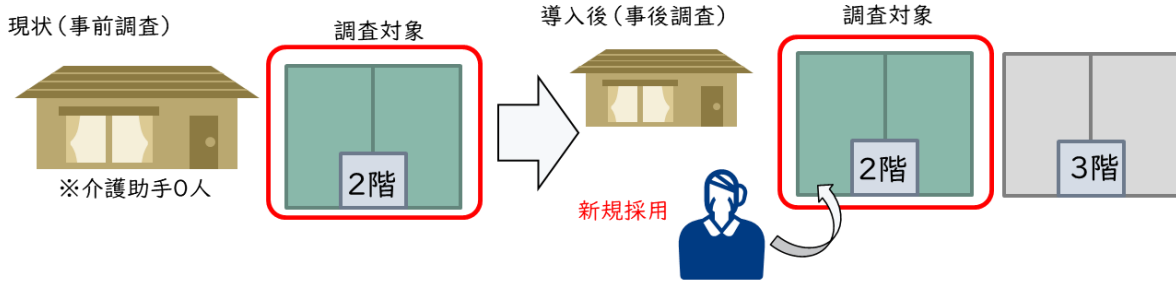 現状（事前調査）
調査対象
2階
※介護助手0人
導入後（事後調査）
調査対象
2階
3階
新規採用